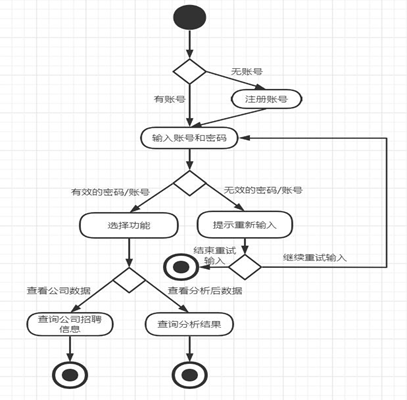 无账号
有账号
注册账号
输入账号和密码
有效的密码/账号
无效的密码/账号
选择功能
提示重新输入
结束重试
输入
继续重试输入
查看公司数据
查看分析后数据
查询公司招聘
信息
查询分析结果